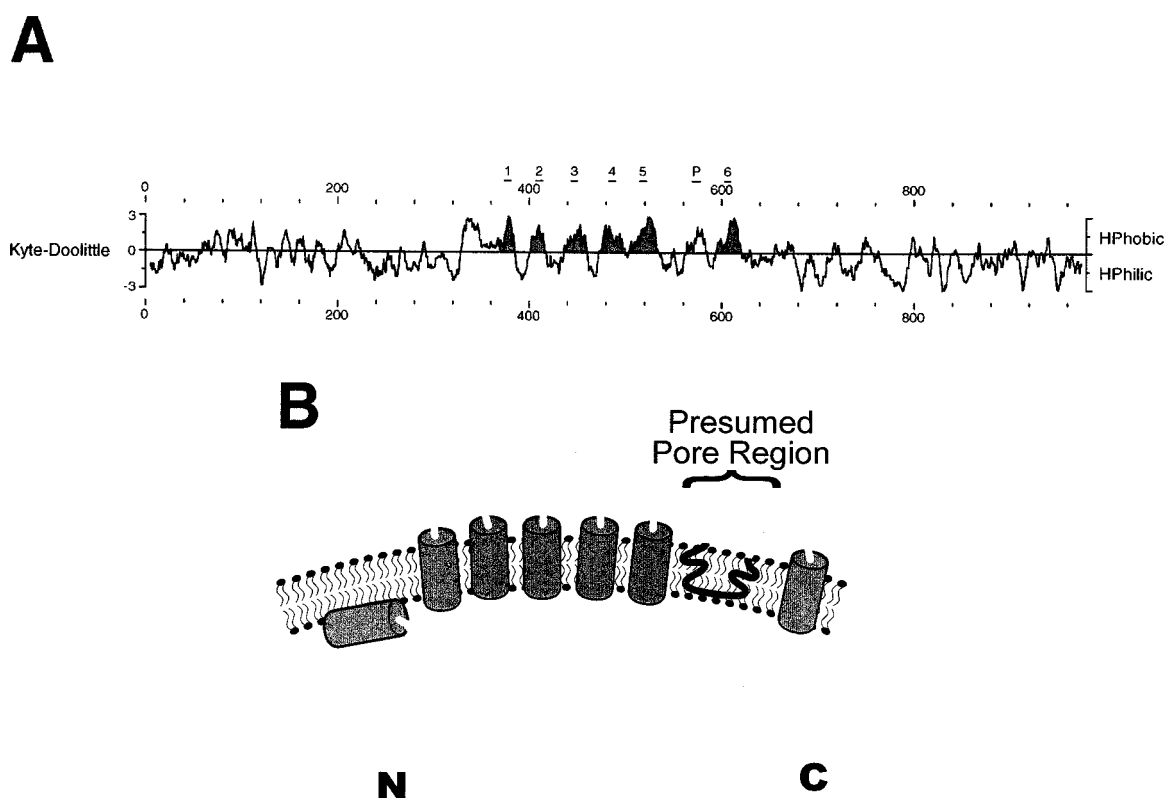 A
1 2 3 4 5 P 6
0 200 400 600 800
3
Kyte-Doolittle 0 HPhobic
-3 HPhilic
0 200 400 600 800
B
Presumed
Pore Region
N C